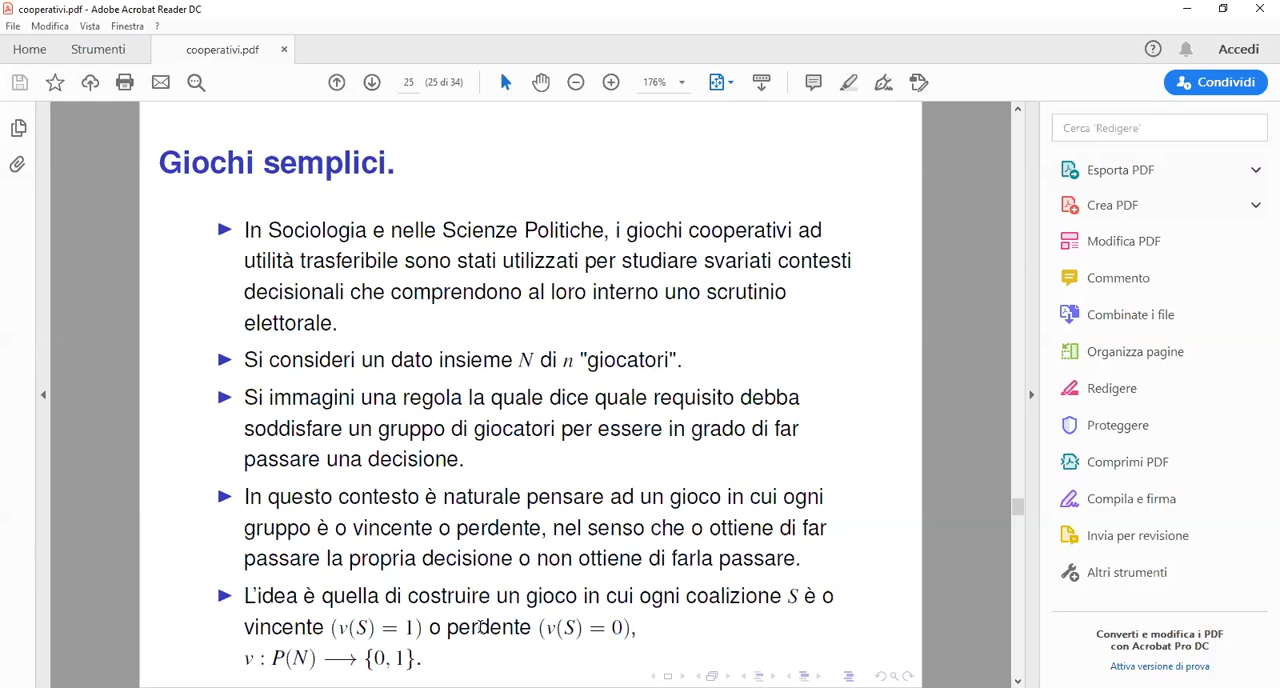 cooperativi.pdf - Adobe Acrobat Reader DC
File Modifica Vista Finestra ?
Home Strumenti cooperativi.pdf × ? Accedi
25 (25 di 34) 176% Condividi
Cerca 'Redigere'
Giochi semplici.
In Sociologia e nelle Scienze Politiche, i giochi cooperativi ad
utilità trasferibile sono stati utilizzati per studiare svariati contesti
decisionali che comprendono al loro interno uno scrutinio
elettorale.
Si consideri un dato insieme N di n "giocatori".
Si immagini una regola la quale dice quale requisito debba
soddisfare un gruppo di giocatori per essere in grado di far
passare una decisione.
In questo contesto è naturale pensare ad un gioco in cui ogni
gruppo è o vincente o perdente, nel senso che o ottiene di far
passare la propria decisione o non ottiene di farla passare.
L'idea è quella di costruire un gioco in cui ogni coalizione S è o
vincente (v(S) = 1) o perdente (v(S) = 0),
v : P(N) ⟶ {0, 1}.
Esporta PDF
Crea PDF
Modifica PDF
Commento
Combinate i file
Organizza pagine
Redigere
Proteggere
Comprimi PDF
Compila e firma
Invia per revisione
Altri strumenti
Converti e modifica i PDF
con Acrobat Pro DC
Attiva versione di prova